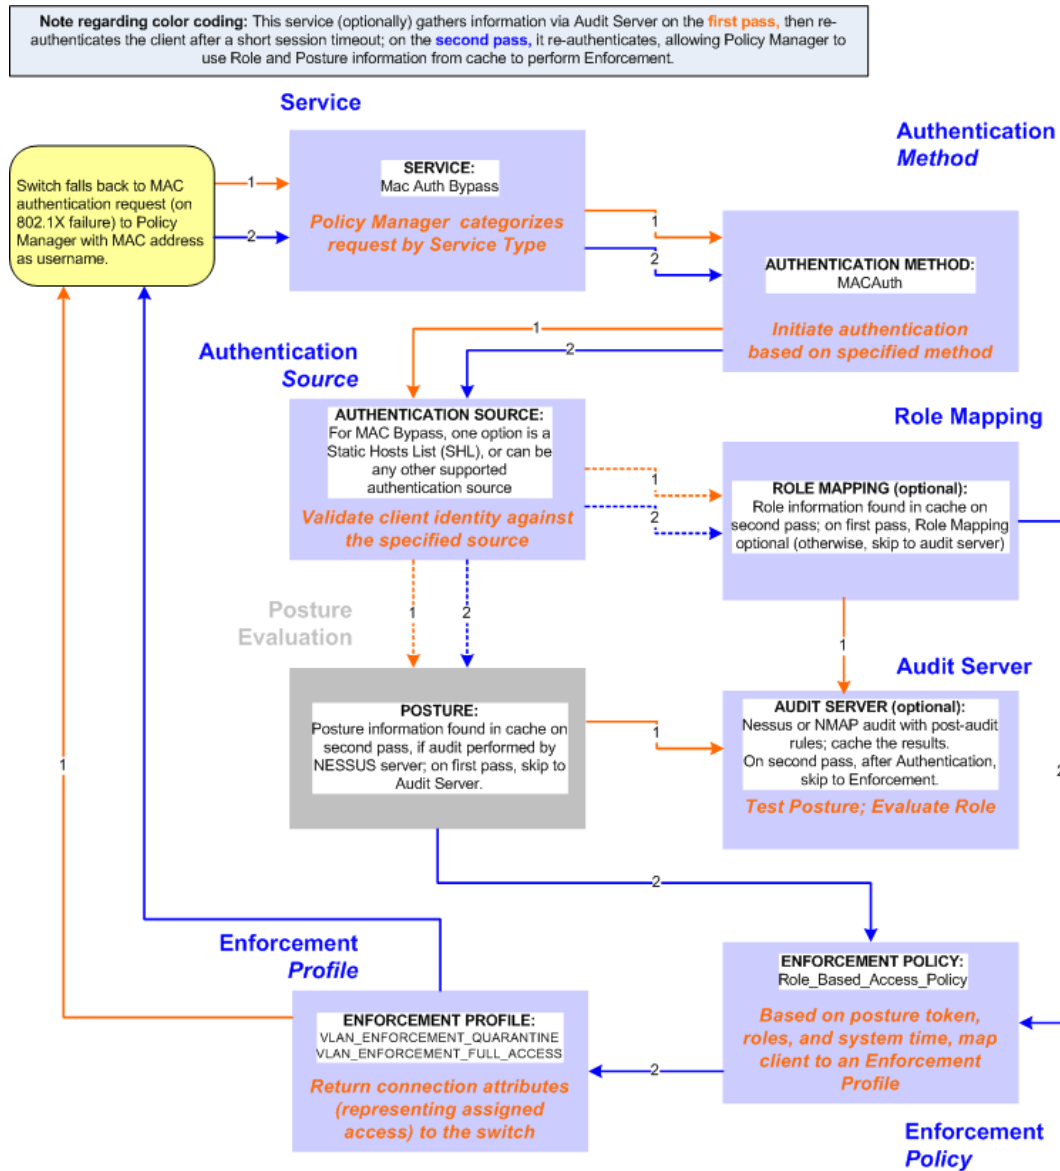 Note regarding color coding: This service (optionally) gathers information via Audit Server on the first pass, then re-
authenticates the client after a short session timeout; on the second pass, it re-authenticates, allowing Policy Manager to
use Role and Posture information from cache to perform Enforcement.
Service
Authentication
Method
Switch falls back to MAC
authentication request (on
802.1X failure) to Policy
Manager with MAC address
as username.
1
2
SERVICE:
Mac Auth Bypass
Policy Manager categorizes
request by Service Type
1
2
AUTHENTICATION METHOD:
MACAuth
Initiate authentication
based on specified method
1
2
Authentication
Source
AUTHENTICATION SOURCE:
For MAC Bypass, one option is a
Static Hosts List (SHL), or can be
any other supported
authentication source
Validate client identity against
the specified source
1
2
Role Mapping
ROLE MAPPING (optional):
Role information found in cache on
second pass; on first pass, Role Mapping
optional (otherwise, skip to audit server)
Posture
Evaluation
1
2
1
Audit Server
POSTURE:
Posture information found in cache on
second pass, if audit performed by
NESSUS server; on first pass, skip to
Audit Server.
1
AUDIT SERVER (optional):
Nessus or NMAP audit with post-audit
rules; cache the results.
On second pass, after Authentication,
skip to Enforcement.
Test Posture; Evaluate Role
1
2
2
Enforcement
Profile
ENFORCEMENT POLICY:
Role_Based_Access_Policy
Based on posture token,
roles, and system time, map
client to an Enforcement
Profile
ENFORCEMENT PROFILE:
VLAN_ENFORCEMENT_QUARANTINE
VLAN_ENFORCEMENT_FULL_ACCESS
Return connection attributes
(representing assigned
access) to the switch
2
Enforcement
Policy